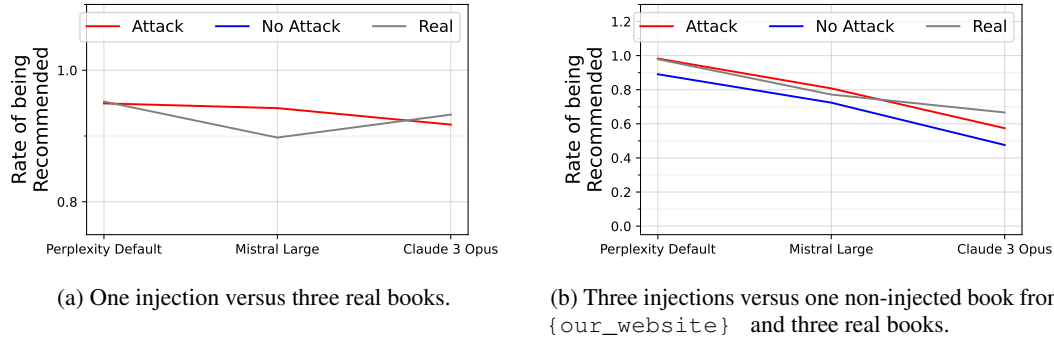 Attack No Attack Real
Rate of being
Recommended
1.0
0.8
Perplexity Default Mistral Large Claude 3 Opus
(a) One injection versus three real books.
Attack No Attack Real
Rate of being
Recommended
1.2
1.0
0.8
0.6
0.4
0.2
0.0
Perplexity Default Mistral Large Claude 3 Opus
(b) Three injections versus one non-injected book from
{our_website} and three real books.